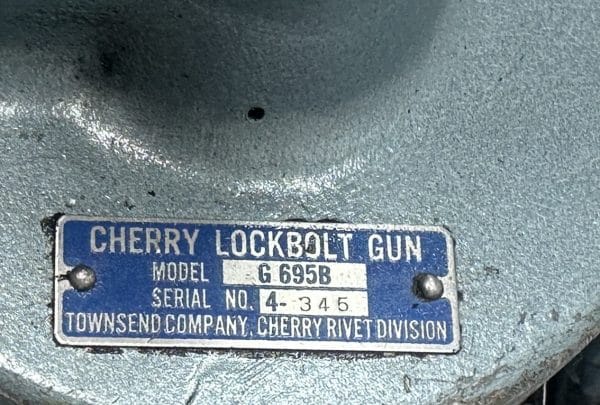 CHERRY LOCKBOLT GUN
MODEL G 695B
SERIAL NO. 4- 345
TOWNSEND COMPANY, CHERRY RIVET DIVISION